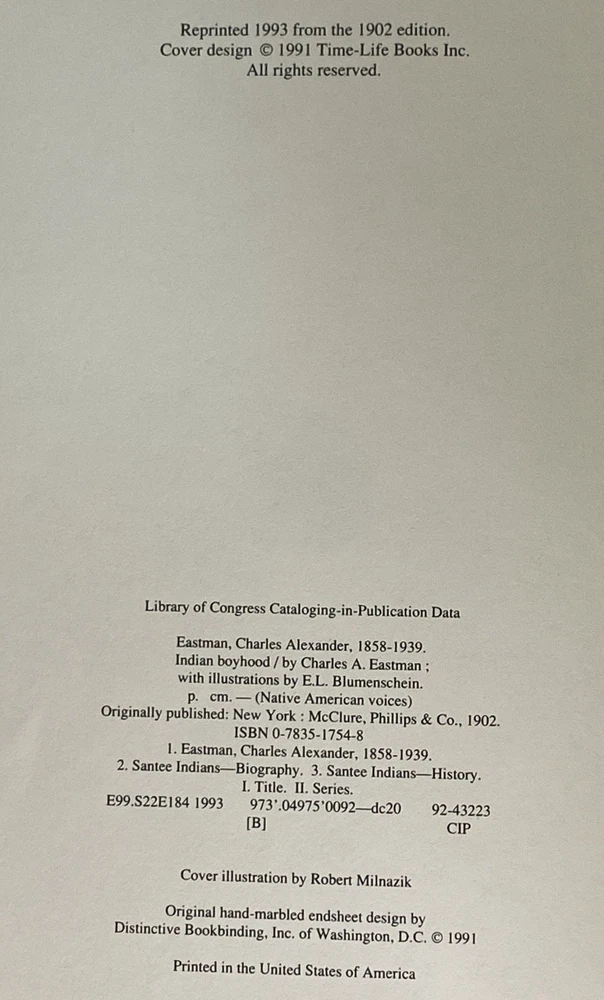 Reprinted 1993 from the 1902 edition.
Cover design © 1991 Time-Life Books Inc.
All rights reserved.
Library of Congress Cataloging-in-Publication Data
Eastman, Charles Alexander, 1858-1939.
Indian boyhood / by Charles A. Eastman ;
with illustrations by E.L. Blumenschein.
p. cm. — (Native American voices)
Originally published: New York : McClure, Phillips & Co., 1902.
ISBN 0-7835-1754-8
1. Eastman, Charles Alexander, 1858-1939.
2. Santee Indians—Biography. 3. Santee Indians—History.
I. Title. II. Series.
E99.S22E184 1993 973'.04975'0092—dc20 92-43223
[B] CIP
Cover illustration by Robert Milnazik
Original hand-marbled endsheet design by
Distinctive Bookbinding, Inc. of Washington, D.C. © 1991
Printed in the United States of America